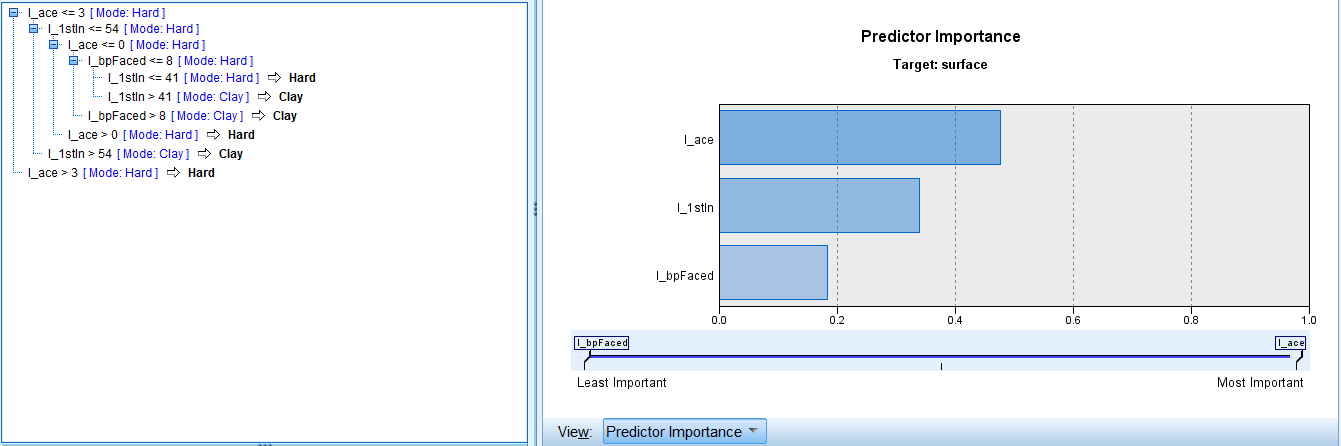 l_ace <= 3 [ Mode: Hard ]
l_1stIn <= 54 [ Mode: Hard ]
l_ace <= 0 [ Mode: Hard ]
l_bpFaced <= 8 [ Mode: Hard ]
l_1stIn <= 41 [ Mode: Hard ] ⇨ Hard
l_1stIn > 41 [ Mode: Clay ] ⇨ Clay
l_bpFaced > 8 [ Mode: Clay ] ⇨ Clay
l_ace > 0 [ Mode: Hard ] ⇨ Hard
l_1stIn > 54 [ Mode: Clay ] ⇨ Clay
l_ace > 3 [ Mode: Hard ] ⇨ Hard
Predictor Importance
Target: surface
l_ace
l_1stIn
l_bpFaced
0.0 0.2 0.4 0.6 0.8 1.0
l_bpFaced l_ace
Least Important Most Important
View: Predictor Importance